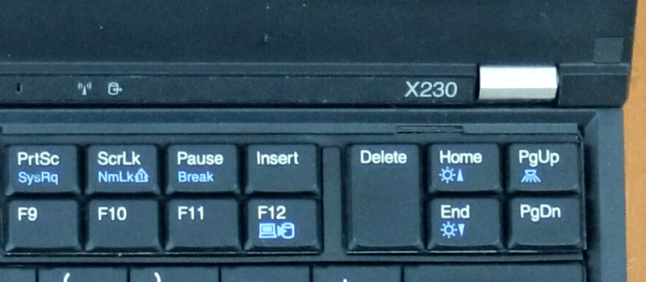 X230
PrtSc ScrLk Pause Insert Delete Home PgUp
SysRq NmLk Break
F9 F10 F11 F12 End PgDn